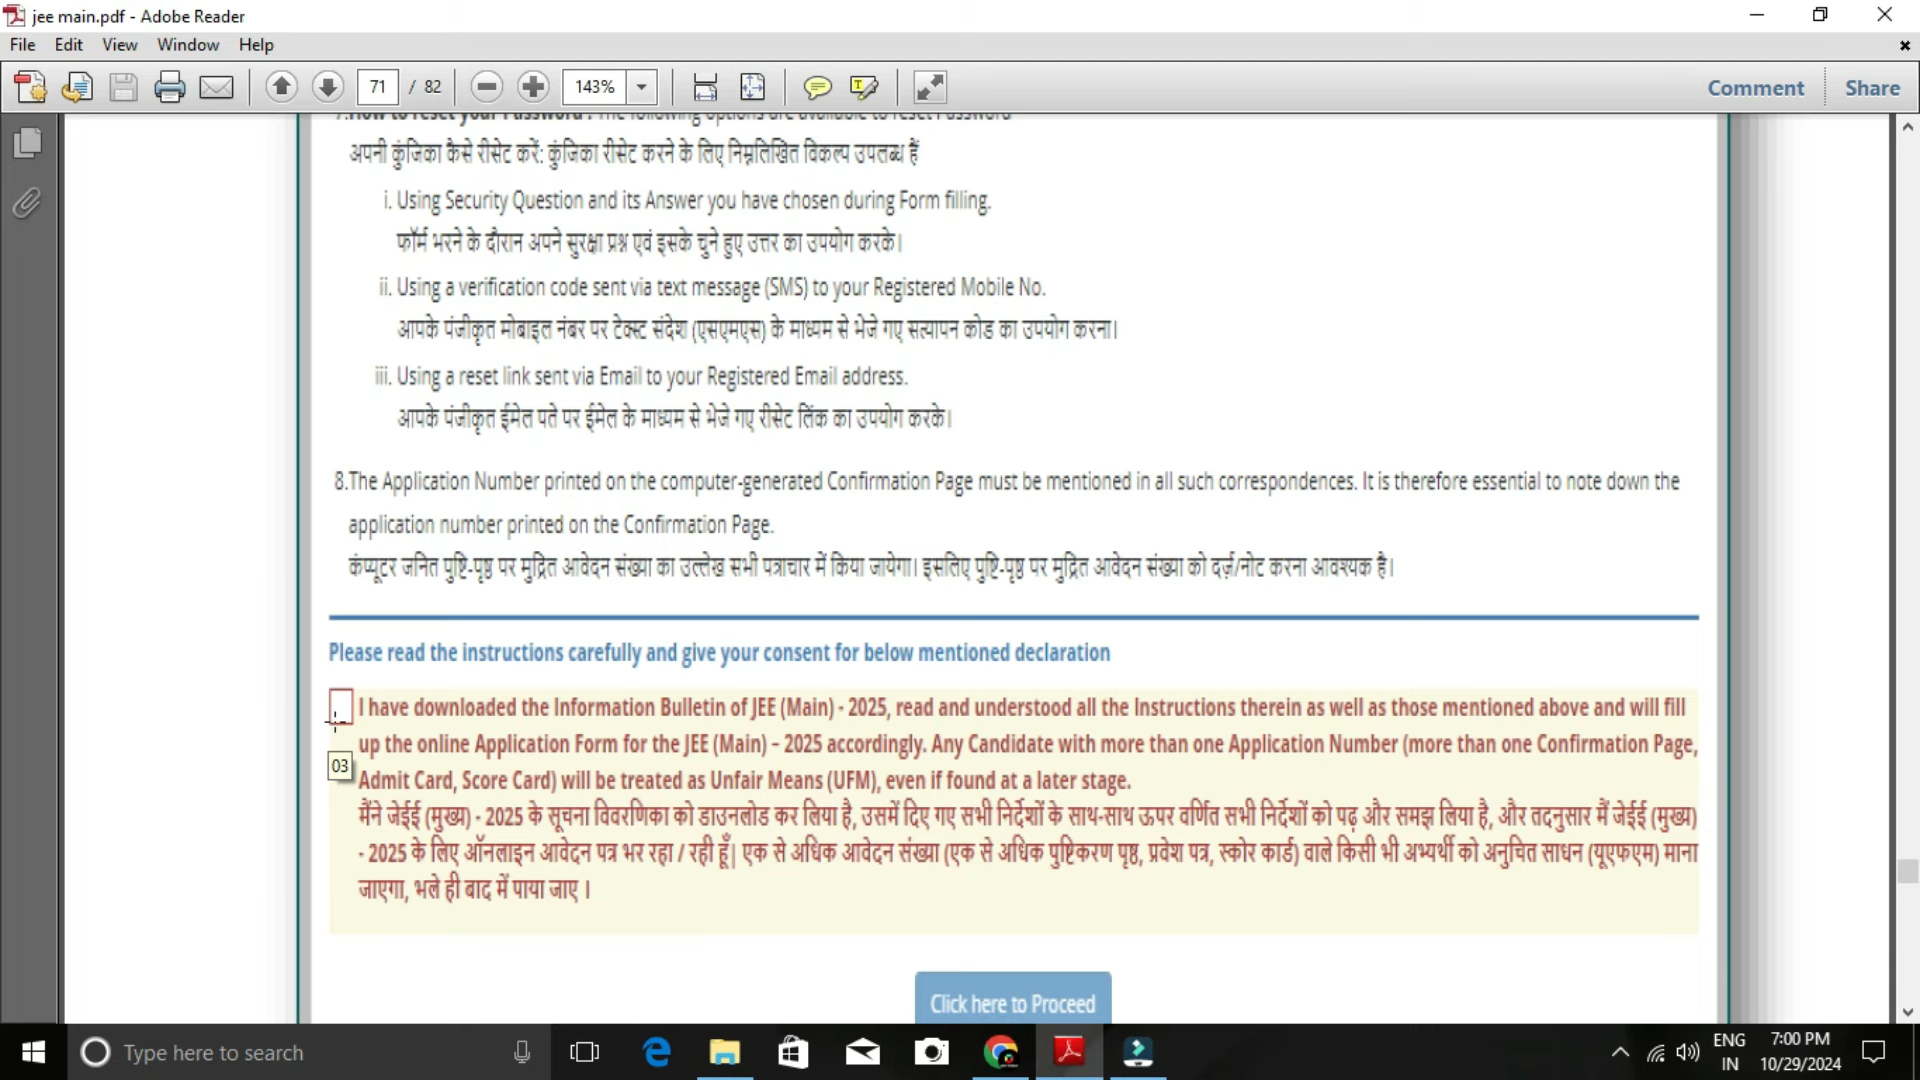 jee main.pdf - Adobe Reader
File Edit View Window Help
71 / 82 143% Comment Share
7.How to reset your Password : The following options are available to reset Password
अपनी कुंजिका कैसे रीसेट करें: कुंजिका रीसेट करने के लिए निम्नलिखित विकल्प उपलब्ध हैं
i. Using Security Question and its Answer you have chosen during Form filling.
फॉर्म भरने के दौरान अपने सुरक्षा प्रश्न एवं इसके चुने हुए उत्तर का उपयोग करके।
ii. Using a verification code sent via text message (SMS) to your Registered Mobile No.
आपके पंजीकृत मोबाइल नंबर पर टेक्स्ट संदेश (एसएमएस) के माध्यम से भेजे गए सत्यापन कोड का उपयोग करना।
iii. Using a reset link sent via Email to your Registered Email address.
आपके पंजीकृत ईमेल पते पर ईमेल के माध्यम से भेजे गए रीसेट लिंक का उपयोग करके।
8.The Application Number printed on the computer-generated Confirmation Page must be mentioned in all such correspondences. It is therefore essential to note down the
application number printed on the Confirmation Page.
कंप्यूटर जनित पुष्टि-पृष्ठ पर मुद्रित आवेदन संख्या का उल्लेख सभी पत्राचार में किया जायेगा। इसलिए पुष्टि-पृष्ठ पर मुद्रित आवेदन संख्या को दर्ज़/नोट करना आवश्यक है।
Please read the instructions carefully and give your consent for below mentioned declaration
I have downloaded the Information Bulletin of JEE (Main) - 2025, read and understood all the Instructions therein as well as those mentioned above and will fill
up the online Application Form for the JEE (Main) – 2025 accordingly. Any Candidate with more than one Application Number (more than one Confirmation Page,
03
Admit Card, Score Card) will be treated as Unfair Means (UFM), even if found at a later stage.
मैंने जेईई (मुख्य) - 2025 के सूचना विवरणिका को डाउनलोड कर लिया है, उसमें दिए गए सभी निर्देशों के साथ-साथ ऊपर वर्णित सभी निर्देशों को पढ़ और समझ लिया है, और तदनुसार मैं जेईई (मुख्य)
- 2025 के लिए ऑनलाइन आवेदन पत्र भर रहा / रही हूँ| एक से अधिक आवेदन संख्या (एक से अधिक पुष्टिकरण पृष्ठ, प्रवेश पत्र, स्कोर कार्ड) वाले किसी भी अभ्यर्थी को अनुचित साधन (यूएफएम) माना
जाएगा, भले ही बाद में पाया जाए ।
Click here to Proceed
Type here to search
ENG 7:00 PM
IN 10/29/2024